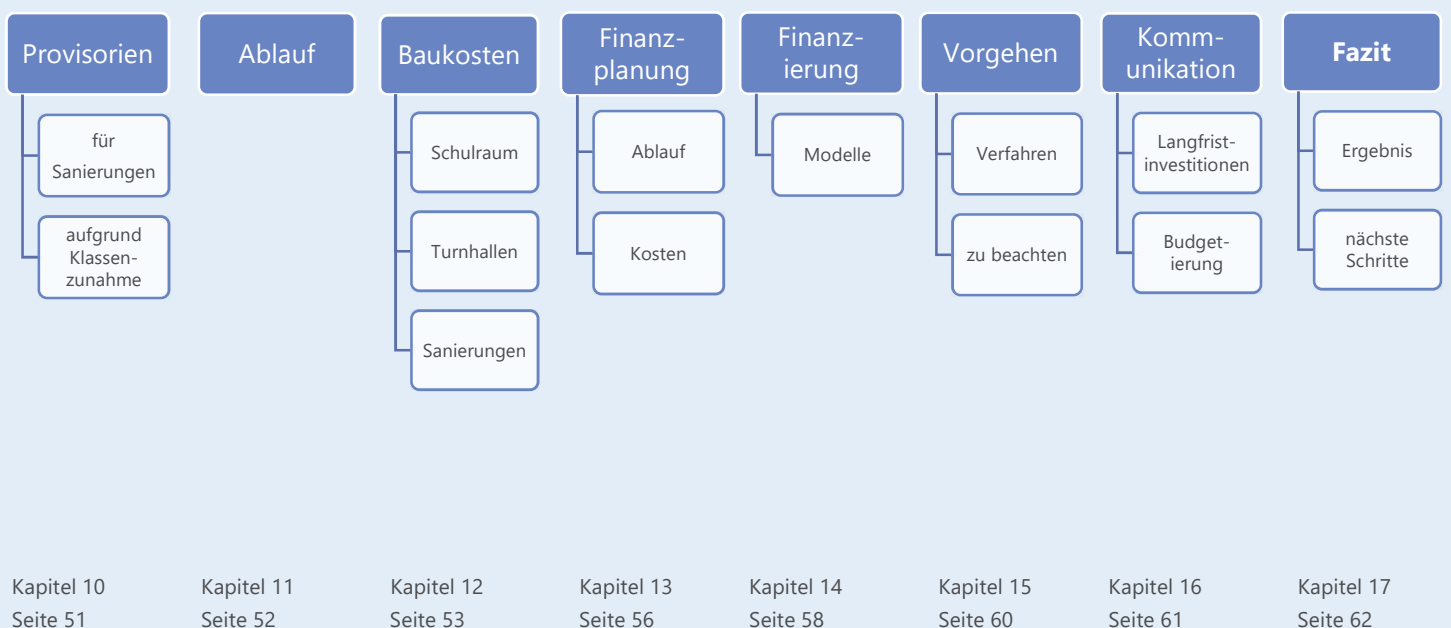 Provisorien
für
Sanierungen
aufgrund
Klassen-
zunahme
Ablauf
Baukosten
Schulraum
Turnhallen
Sanierungen
Finanz-
planung
Ablauf
Kosten
Finanz-
ierung
Modelle
Vorgehen
Verfahren
zu beachten
Komm-
unikation
Langfrist-
investitionen
Budget-
ierung
Fazit
Ergebnis
nächste
Schritte
Kapitel 10
Seite 51
Kapitel 11
Seite 52
Kapitel 12
Seite 53
Kapitel 13
Seite 56
Kapitel 14
Seite 58
Kapitel 15
Seite 60
Kapitel 16
Seite 61
Kapitel 17
Seite 62